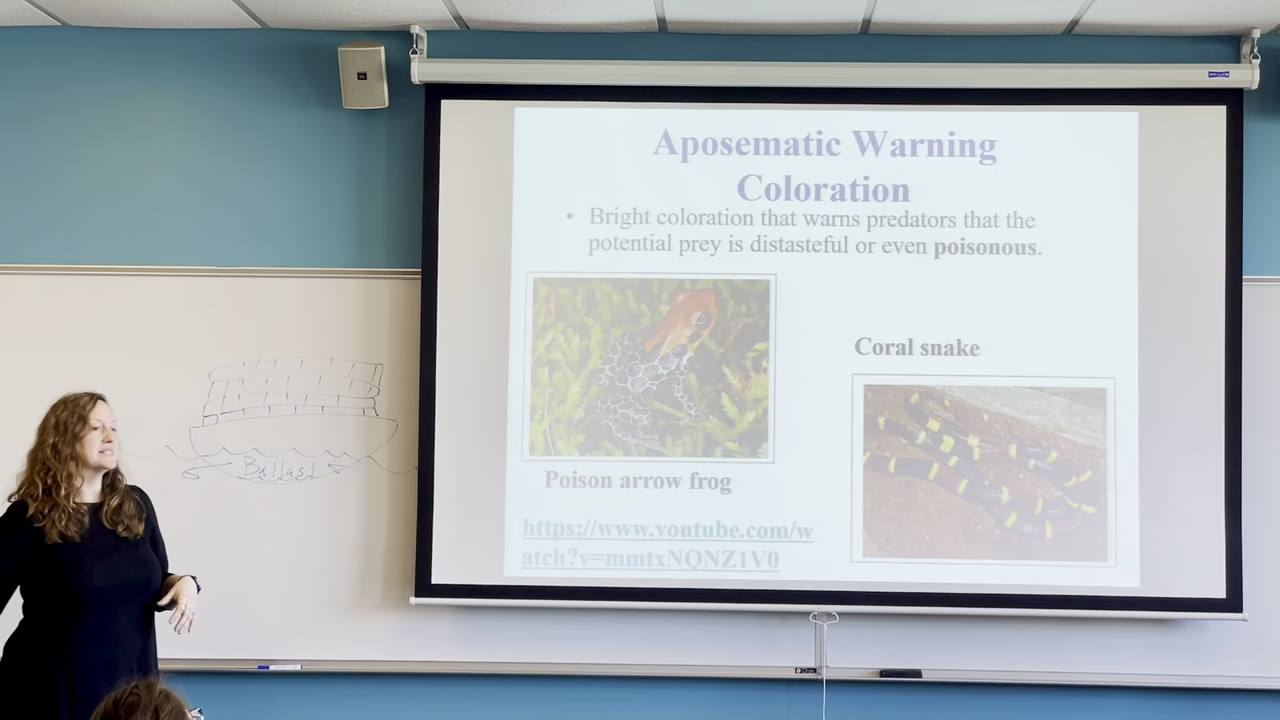 Aposematic Warning
Coloration
• Bright coloration that warns predators that the
potential prey is distasteful or even poisonous.
Coral snake
Poison arrow frog
https://www.youtube.com/w
atch?v=mmtxNQNZ1V0
Ballast